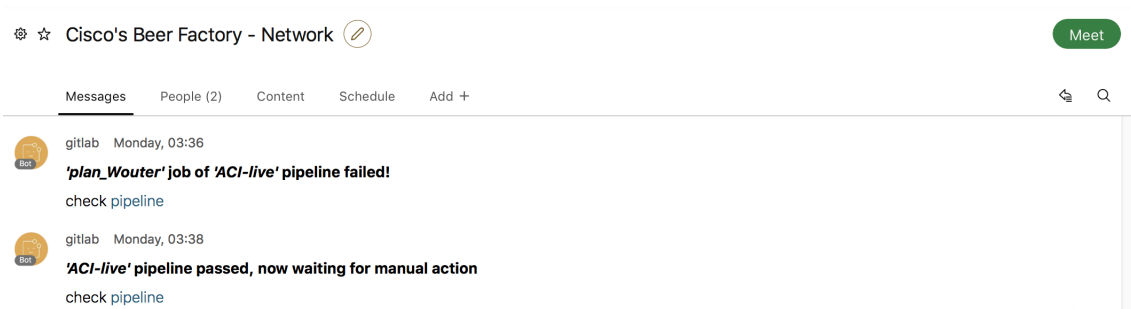 Cisco's Beer Factory - Network
Meet
Messages People (2) Content Schedule Add +
gitlab Monday, 03:36
Bot
'plan_Wouter' job of 'ACI-live' pipeline failed!
check pipeline
gitlab Monday, 03:38
Bot
'ACI-live' pipeline passed, now waiting for manual action
check pipeline